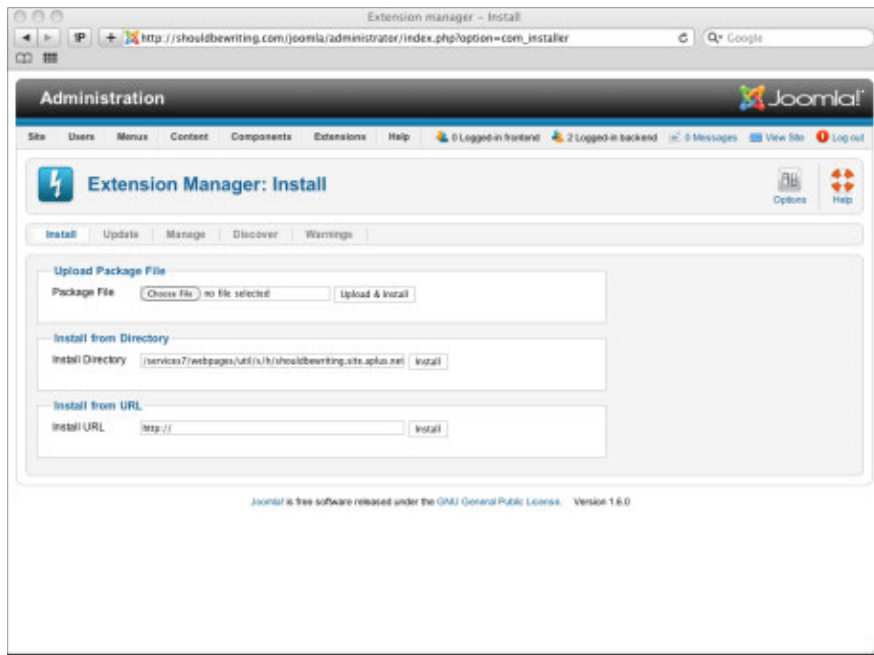 Extension manager – Install
http://shouldbewriting.com/joomla/administrator/index.php?option=com_installer
Google
Administration
Joomla!
Site Users Menus Content Components Extensions Help 0 Logged-in frontend 2 Logged-in backend 0 Messages View Site Log out
Extension Manager: Install
Options Help
Install Update Manage Discover Warnings
Upload Package File
Package File Choose File no file selected Upload & Install
Install from Directory
Install Directory /services7/webpages/util/s/h/shouldbewriting.site.aplus.net Install
Install from URL
Install URL http:// Install
Joomla! is free software released under the GNU General Public License. Version 1.6.0